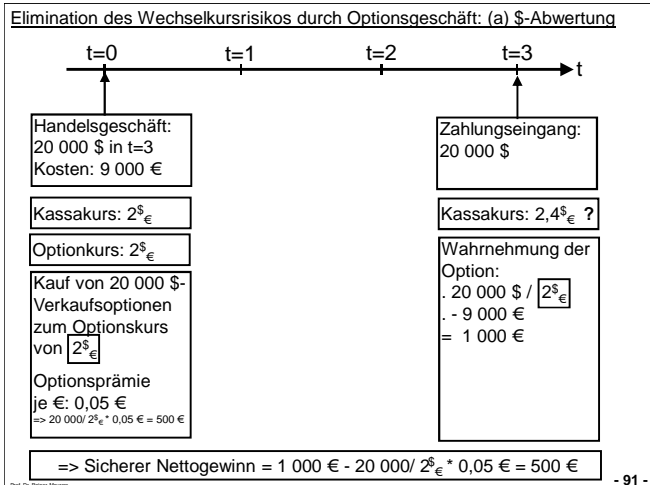 Elimination des Wechselkursrisikos durch Optionsgeschäft: (a) $-Abwertung
t=0 t=1 t=2 t=3
t
Handelsgeschäft:
20 000 $ in t=3
Kosten: 9 000 €
Kassakurs: 2$€
Optionkurs: 2$€
Kauf von 20 000 $-
Verkaufsoptionen
zum Optionskurs
von 2$€
Optionsprämie
je €: 0,05 €
=> 20 000/ 2$€* 0,05 € = 500 €
Zahlungseingang:
20 000 $
Kassakurs: 2,4$€ ?
Wahrnehmung der
Option:
. 20 000 $ / 2$€
. - 9 000 €
= 1 000 €
=> Sicherer Nettogewinn = 1 000 € - 20 000/ 2$€* 0,05 € = 500 €
- 91 -